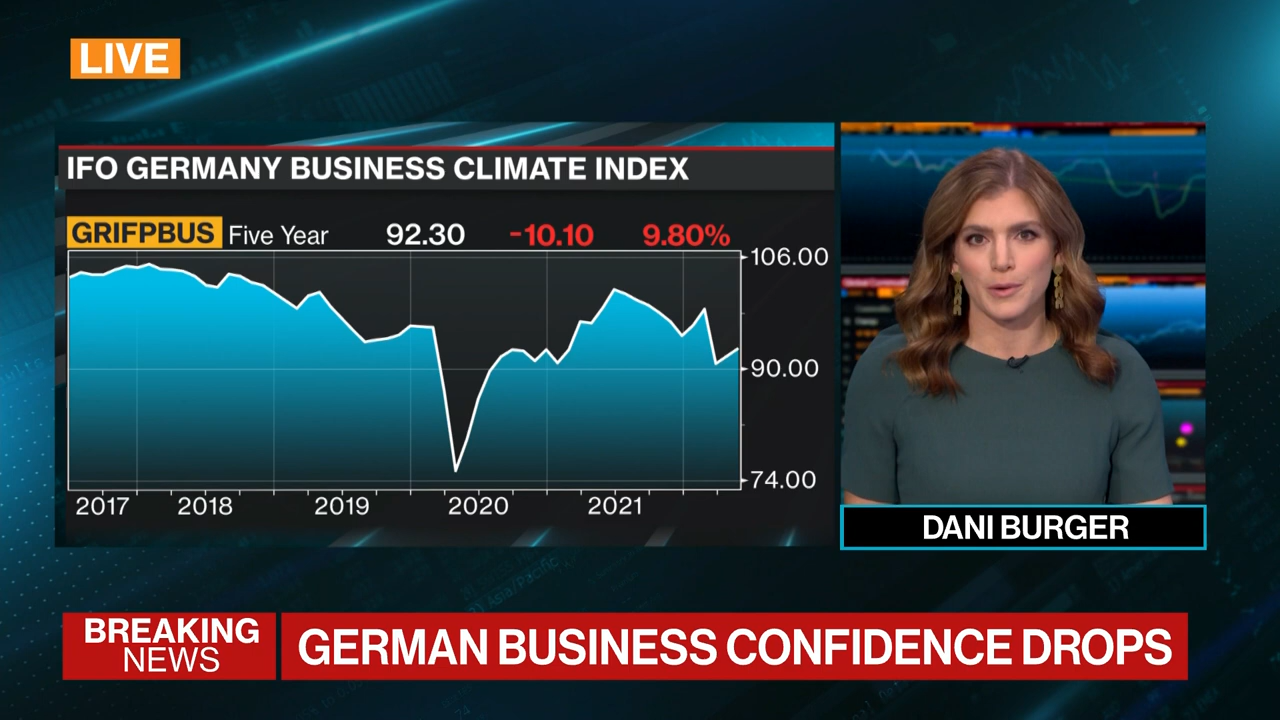 LIVE
IFO GERMANY BUSINESS CLIMATE INDEX
GRIFPBUS Five Year 92.30 -10.10 9.80%
106.00
90.00
74.00
2017 2018 2019 2020 2021
DANI BURGER
BREAKING
NEWS
GERMAN BUSINESS CONFIDENCE DROPS